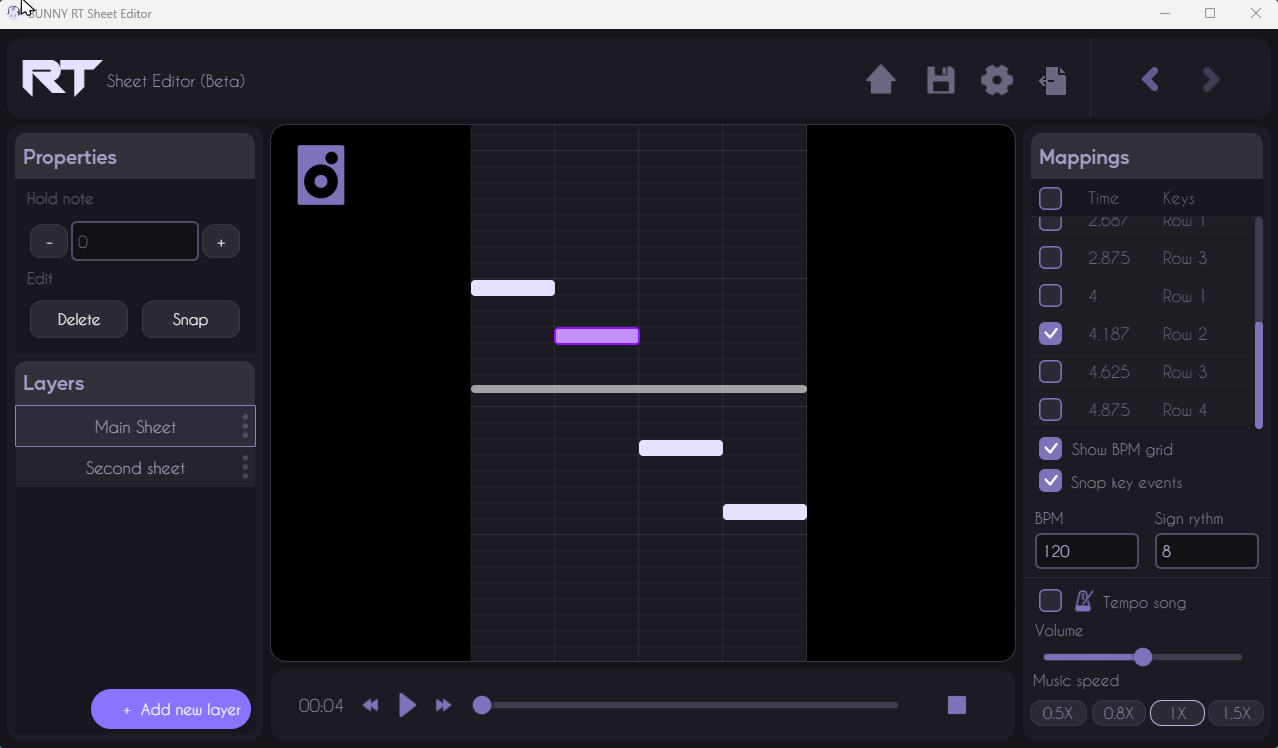 BUNNY RT Sheet Editor
RT Sheet Editor (Beta)
Properties
Hold note
- 0 +
Edit
Delete Snap
Layers
Main Sheet
Second sheet
+ Add new layer
00:04
Mappings
Time Keys
2.687 Row 1
2.875 Row 3
4 Row 1
4.187 Row 2
4.625 Row 3
4.875 Row 4
Show BPM grid
Snap key events
BPM Sign rythm
120 8
Tempo song
Volume
Music speed
0.5X 0.8X 1X 1.5X